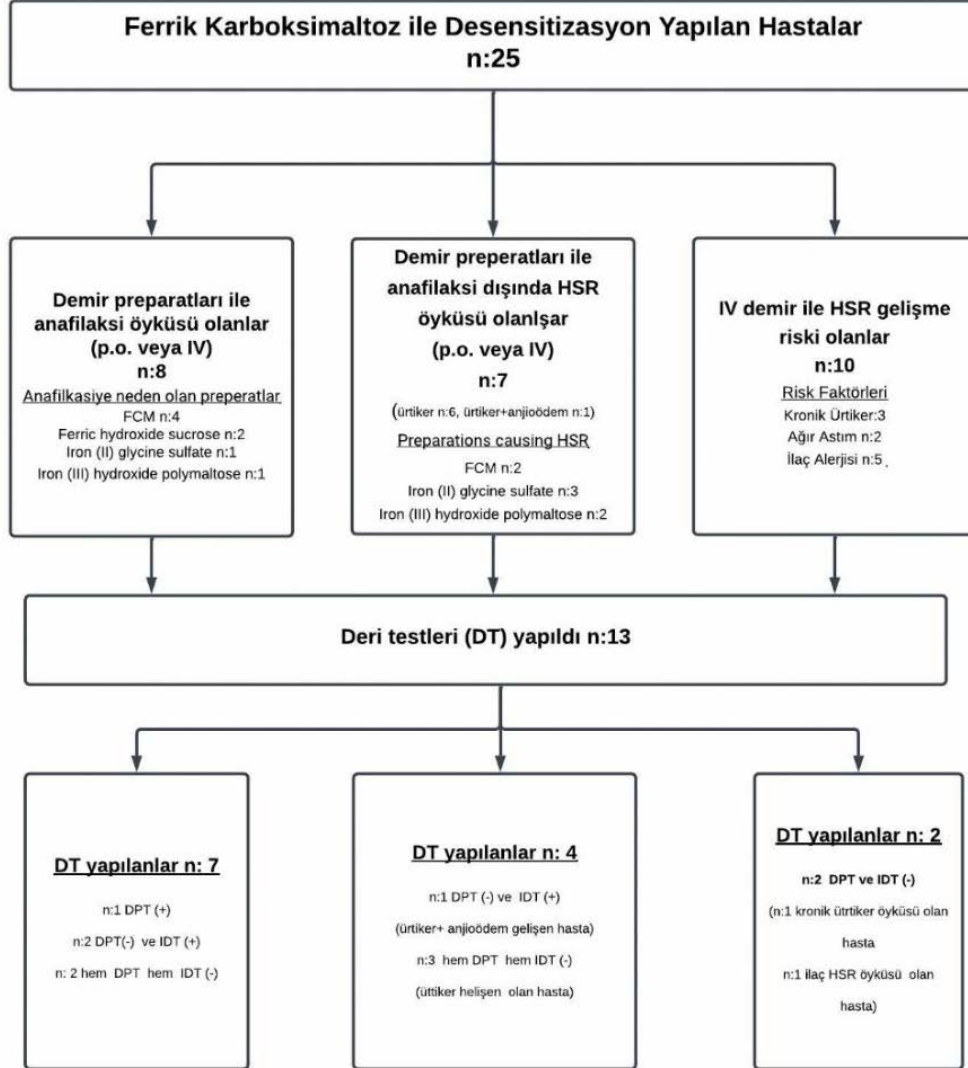 Ferrik Karboksimaltoz ile Desensitizasyon Yapılan Hastalar
n:25
Demir preparatları ile
anafilaksi öyküsü olanlar
(p.o. veya IV)
n:8
Anafilkasiye neden olan preperatlar
FCM n:4
Ferric hydroxide sucrose n:2
Iron (II) glycine sulfate n:1
Iron (III) hydroxide polymaltose n:1
Demir preperatları ile
anafilaksi dışında HSR
öyküsü olanlşar
(p.o. veya IV)
n:7
(ürtiker n:6, ürtiker+anjioödem n:1)
Preparations causing HSR
FCM n:2
Iron (II) glycine sulfate n:3
Iron (III) hydroxide polymaltose n:2
IV demir ile HSR gelişme
riski olanlar
n:10
Risk Faktörleri
Kronik Ürtiker:3
Ağır Astım n:2
İlaç Alerjisi n:5.
Deri testleri (DT) yapıldı n:13
DT yapılanlar n: 7
n:1 DPT (+)
n:2 DPT(-) ve IDT (+)
n: 2 hem DPT hem IDT (-)
DT yapılanlar n: 4
n:1 DPT (-) ve IDT (+)
(ürtiker+ anjioödem gelişen hasta)
n:3 hem DPT hem IDT (-)
(üttiker helişen olan hasta)
DT yapılanlar n: 2
n:2 DPT ve IDT (-)
(n:1 kronik ütrtiker öyküsü olan
hasta
n:1 ilaç HSR öyküsü olan
hasta)